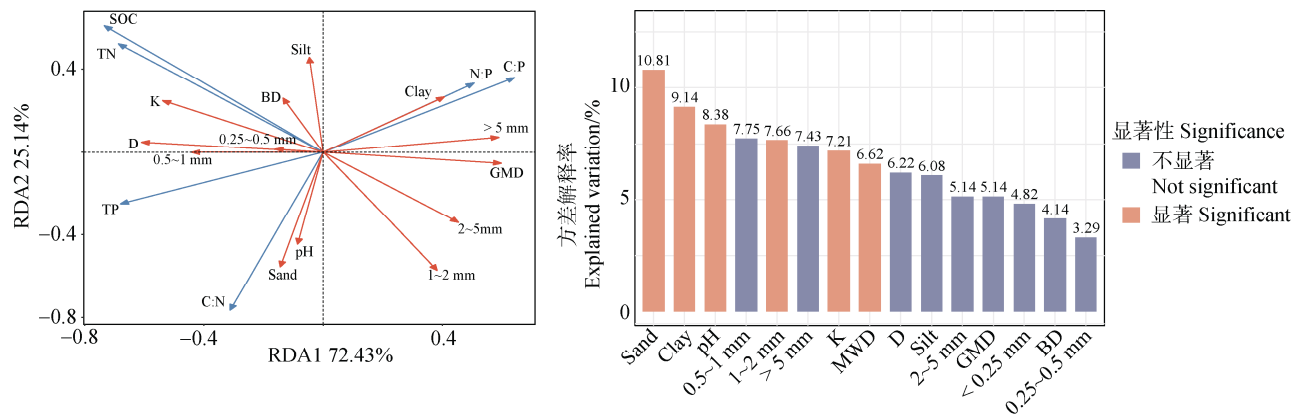 SOC
TN
Silt
N·P
C:P
K
BD
Clay
0.25~0.5 mm
> 5 mm
D
0.5~1 mm
GMD
TP
2~5mm
pH
Sand
1~2 mm
C:N
0.4
−0.4
−0.8
−0.8
−0.4
0.4
RDA1 72.43%
RDA2 25.14%
10.81
9.14
8.38
7.75
7.66
7.43
7.21
6.62
6.22
6.08
5.14
5.14
4.82
4.14
3.29
10
5
0
方差解释率/%
Explained variation/%
Sand
Clay
pH
0.5~1 mm
1~2 mm
> 5 mm
K
MWD
D
Silt
2~5 mm
GMD
< 0.25 mm
BD
0.25~0.5 mm
显著性 Significance
不显著
Not significant
显著 Significant